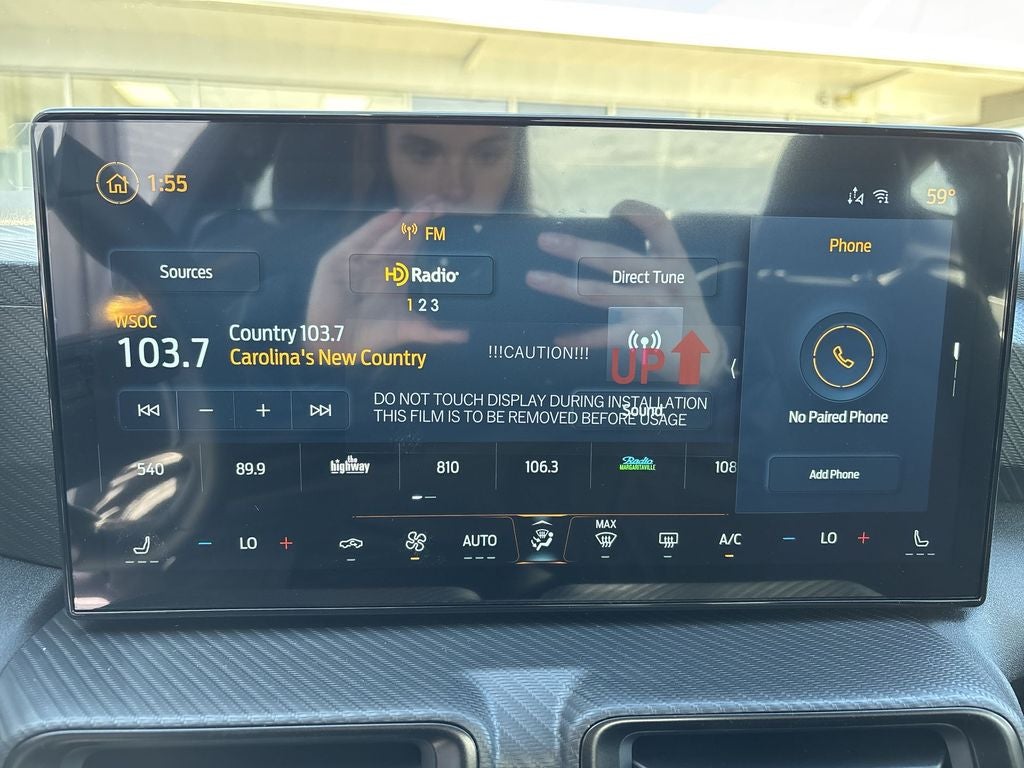 1:55
59°
FM
Phone
Sources
HD Radio
Direct Tune
1 2 3
WSOC
103.7
Country 103.7
Carolina's New Country
!!!CAUTION!!!
UP
DO NOT TOUCH DISPLAY DURING INSTALLATION
THIS FILM IS TO BE REMOVED BEFORE USAGE
Sound
No Paired Phone
Add Phone
540
89.9
the highway
810
106.3
Radio
MARGARITAVILLE
108
LO
AUTO
MAX
A/C
LO